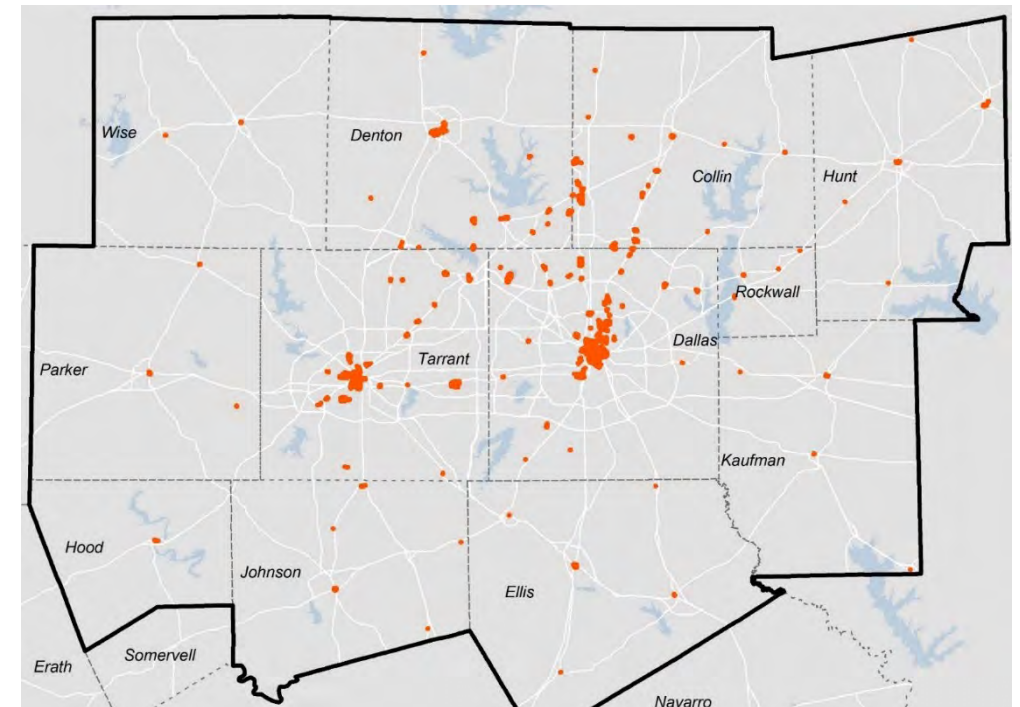 Wise
Denton
Collin
Hunt
Rockwall
Dallas
Tarrant
Parker
Kaufman
Hood
Johnson
Ellis
Somervell
Erath
Navarro